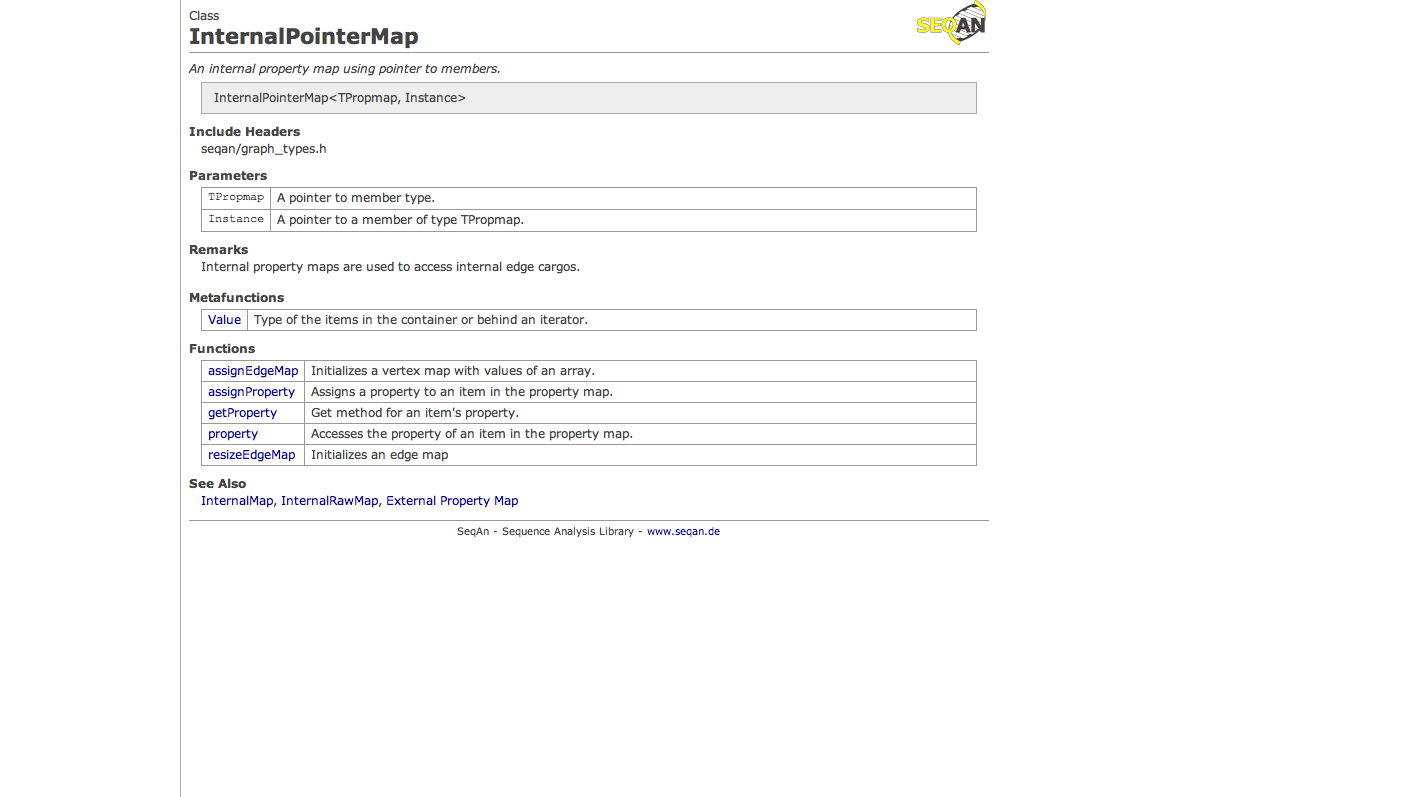 Class
SEQAN
InternalPointerMap
An internal property map using pointer to members.
InternalPointerMap<TPropmap, Instance>
Include Headers
seqan/graph_types.h
Parameters
TPropmap A pointer to member type.
Instance A pointer to a member of type TPropmap.
Remarks
Internal property maps are used to access internal edge cargos.
Metafunctions
Value Type of the items in the container or behind an iterator.
Functions
assignEdgeMap Initializes a vertex map with values of an array.
assignProperty Assigns a property to an item in the property map.
getProperty Get method for an item's property.
property Accesses the property of an item in the property map.
resizeEdgeMap Initializes an edge map
See Also
InternalMap, InternalRawMap, External Property Map
SeqAn - Sequence Analysis Library - www.seqan.de